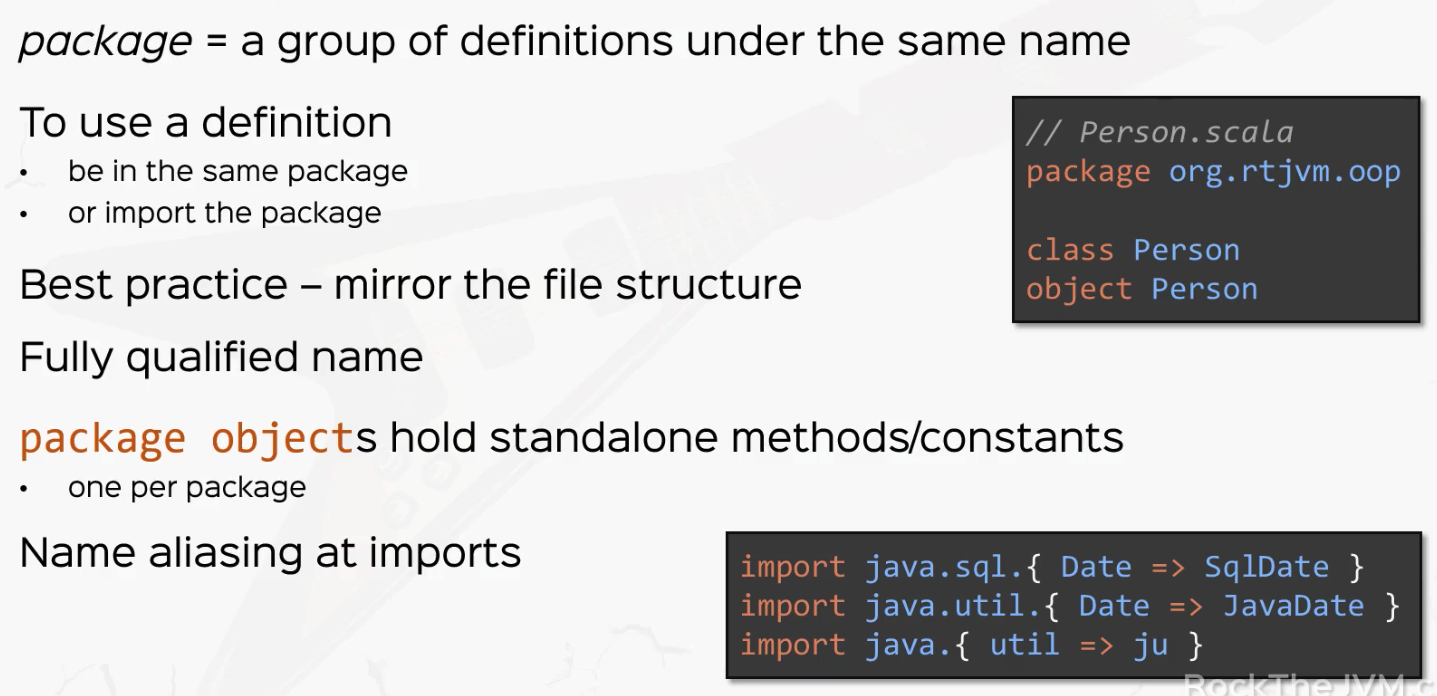 package = a group of definitions under the same name
To use a definition
• be in the same package
• or import the package
Best practice – mirror the file structure
Fully qualified name
package objects hold standalone methods/constants
• one per package
Name aliasing at imports
// Person.scala
package org.rtjvm.oop
class Person
object Person
import java.sql.{ Date => SqlDate }
import java.util.{ Date => JavaDate }
import java.{ util => ju }
RockTheJVM.c